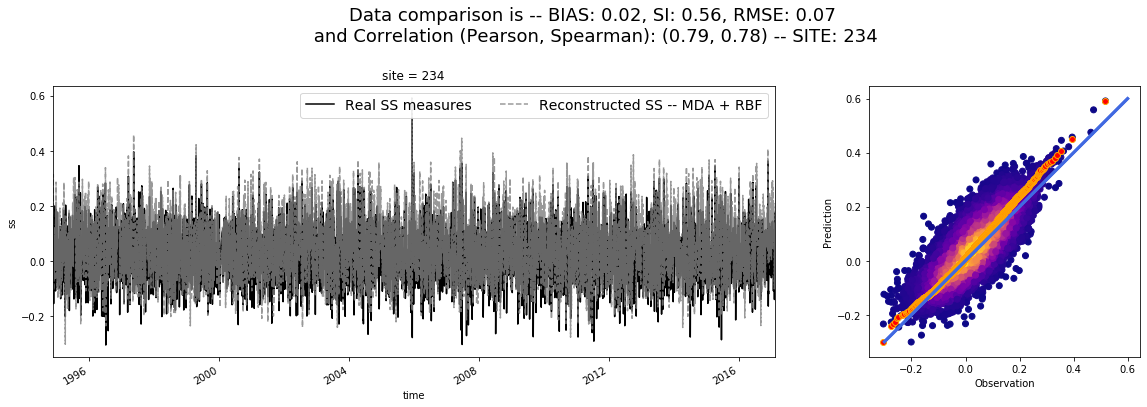 Data comparison is -- BIAS: 0.02, SI: 0.56, RMSE: 0.07
and Correlation (Pearson, Spearman): (0.79, 0.78) -- SITE: 234
site = 234
Real SS measures
Reconstructed SS -- MDA + RBF
0.6
0.4
0.2
0.0
−0.2
ss
1996
2000
2004
2008
2012
2016
time
0.6
0.4
0.2
0.0
−0.2
Prediction
−0.2
0.0
0.2
0.4
0.6
Observation